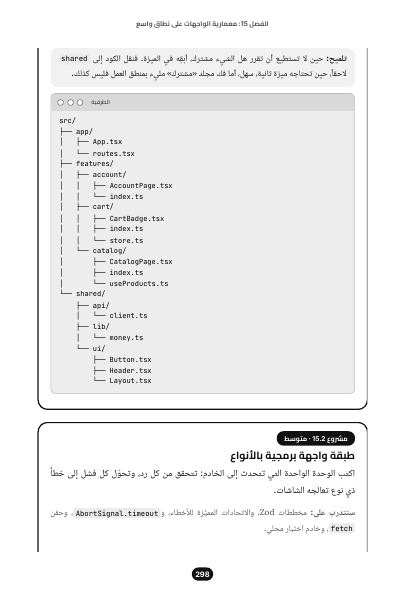 الفصل 15: معمارية الواجهات على نطاق واسع
تلميح: حين لا تستطيع أن تقرر هل الشيء مشترك، أبقِه في الميزة. فنقل الكود إلى shared
لاحقًا، حين تحتاجه ميزة ثانية، سهل، أما فك مجلد «مشترك» مليء بمنطق العمل فليس كذلك.
الطرفية
src/
├── app/
│   ├── App.tsx
│   └── routes.tsx
├── features/
│   ├── account/
│   │   ├── AccountPage.tsx
│   │   └── index.ts
│   ├── cart/
│   │   ├── CartBadge.tsx
│   │   ├── index.ts
│   │   └── store.ts
│   └── catalog/
│       ├── CatalogPage.tsx
│       ├── index.ts
│       └── useProducts.ts
└── shared/
    ├── api/
    │   └── client.ts
    ├── lib/
    │   └── money.ts
    └── ui/
        ├── Button.tsx
        ├── Header.tsx
        └── Layout.tsx
مشروع 15.2 · متوسط
طبقة واجهة برمجية بالأنواع
اكتب الوحدة الواحدة التي تتحدث إلى الخادم: تتحقق من كل رد، وتحوّل كل فشل إلى خطأ
ذي نوع تعالجه الشاشات.
ستتدرب على: مخططات Zod، والاتحادات المميّزة للأخطاء، و AbortSignal.timeout، وحقن
fetch، وخادم اختبار محلي.
298